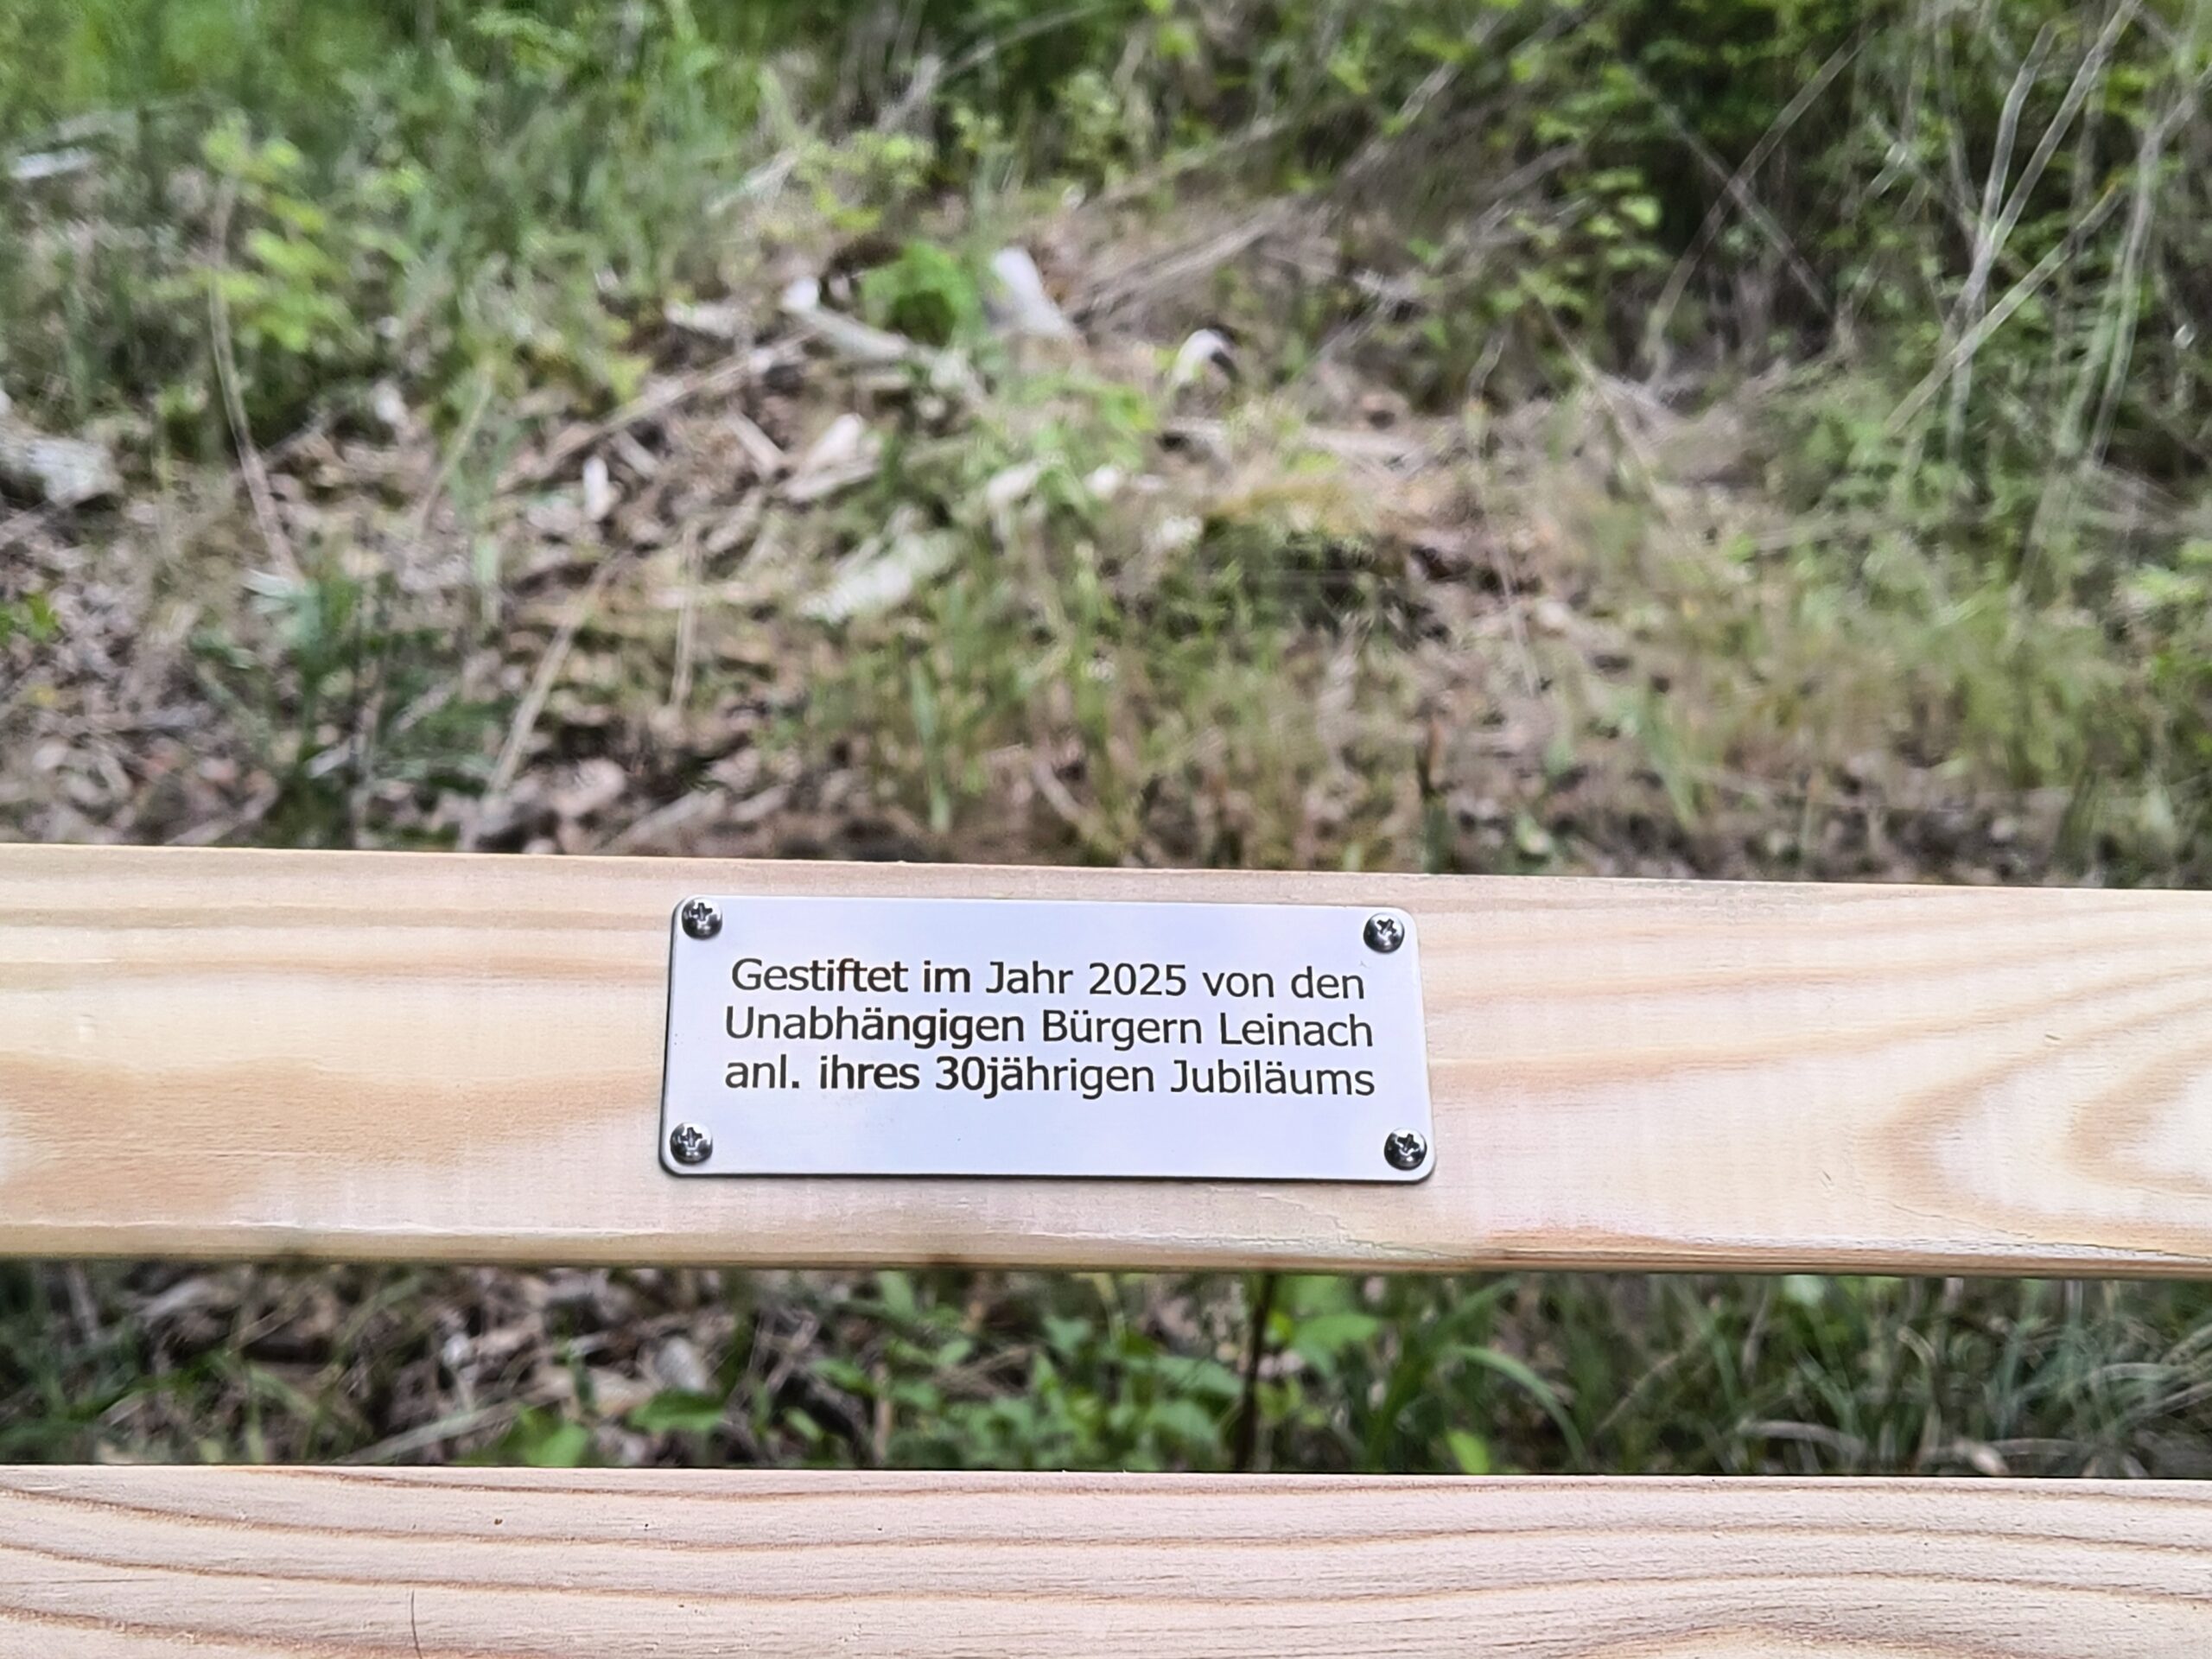 Gestiftet im Jahr 2025 von den
Unabhängigen Bürgern Leinach
anl. ihres 30jährigen Jubiläums